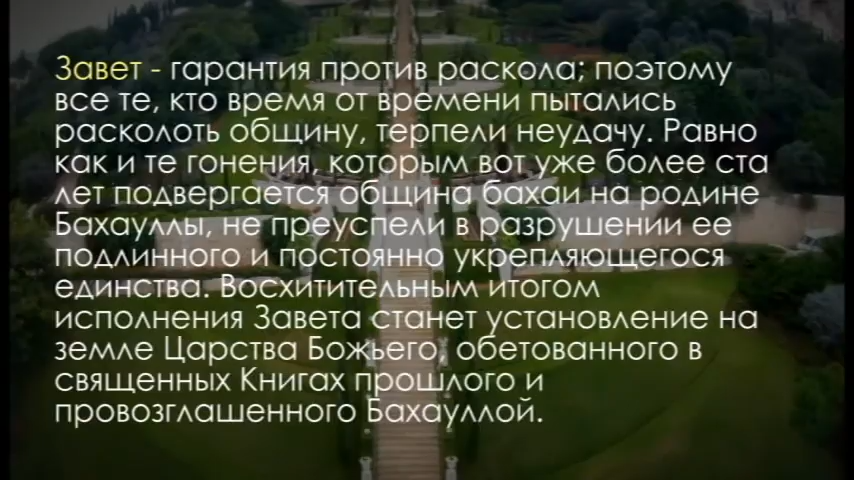 Завет - гарантия против раскола; поэтому
все те, кто время от времени пытались
расколоть общину, терпели неудачу. Равно
как и те гонения, которым вот уже более ста
лет подвергается община бахаи на родине
Бахауллы, не преуспели в разрушении ее
подлинного и постоянно укрепляющегося
единства. Восхитительным итогом
исполнения Завета станет установление на
земле Царства Божьего, обетованного в
священных Книгах прошлого и
провозглашенного Бахауллой.